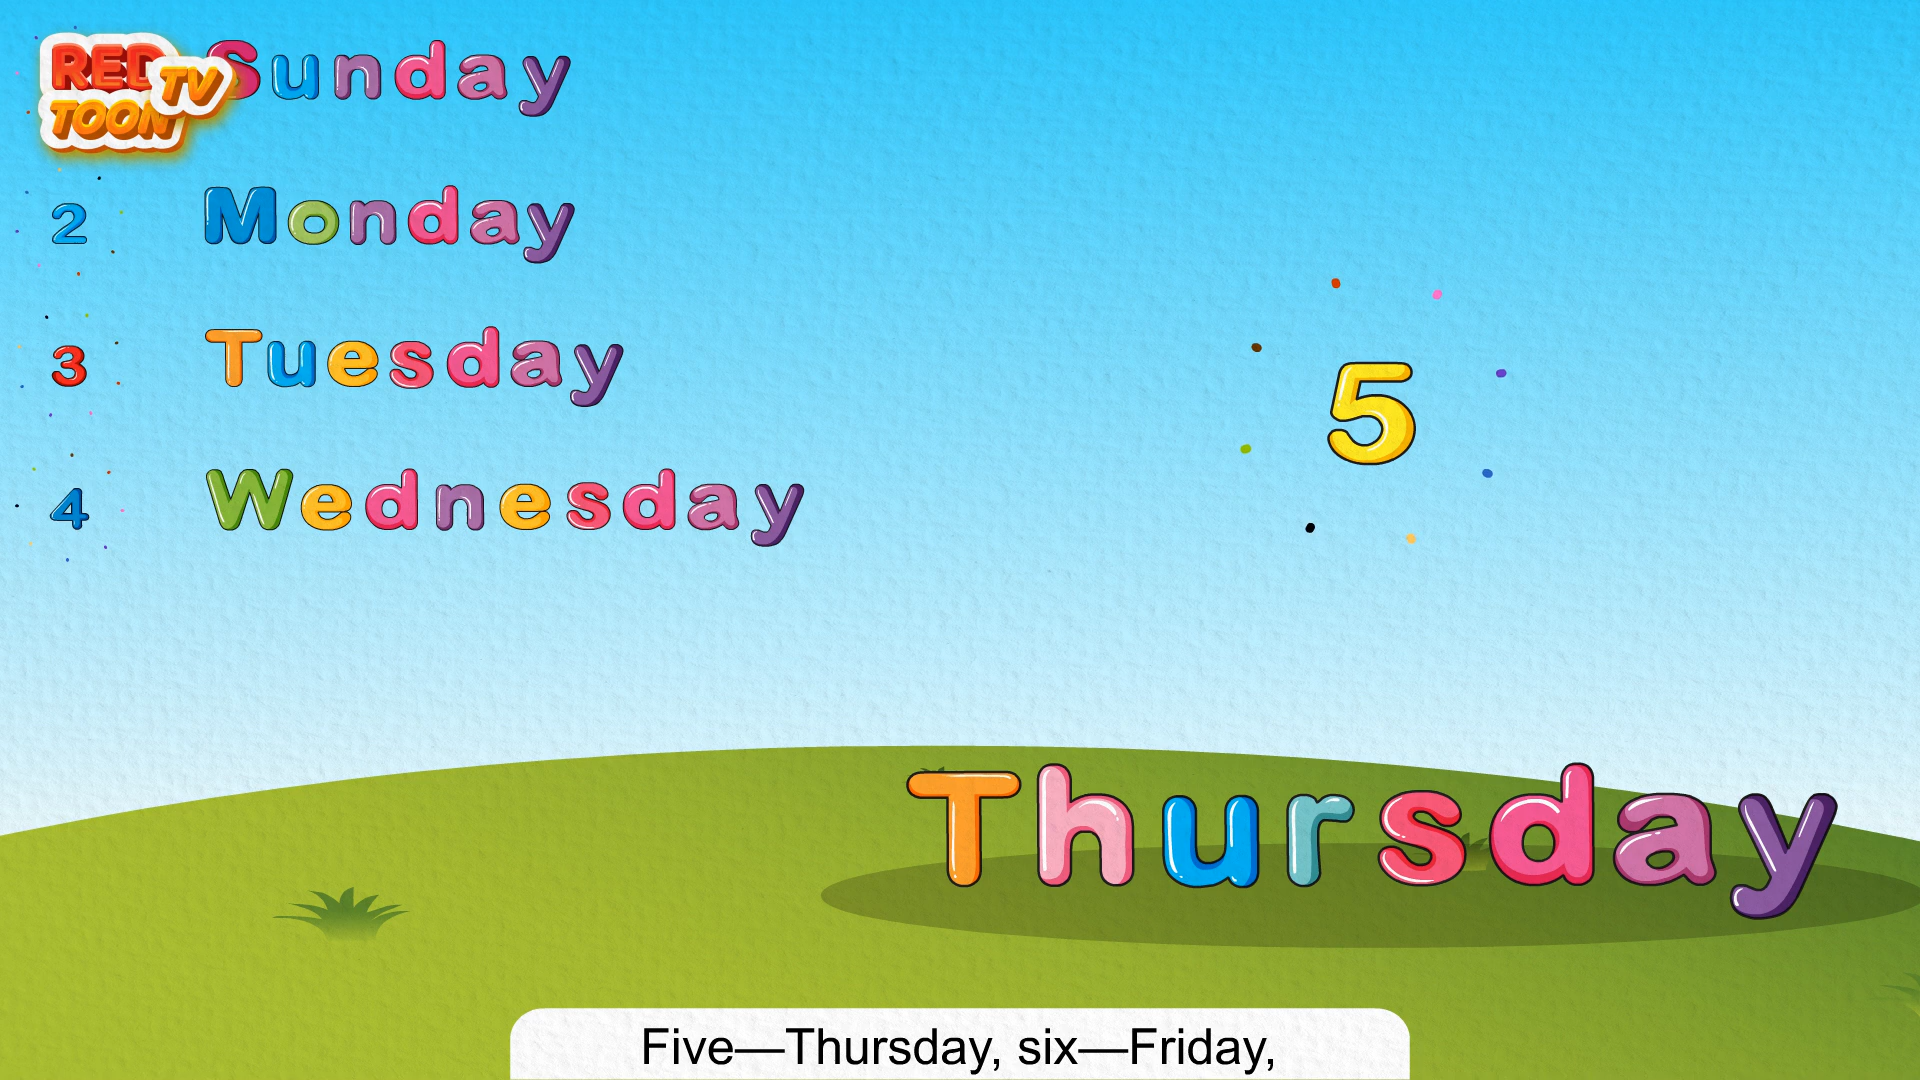 RED
TV
TOON
Sunday
2 Monday
3 Tuesday
4 Wednesday
5
Thursday
Five—Thursday, six—Friday,